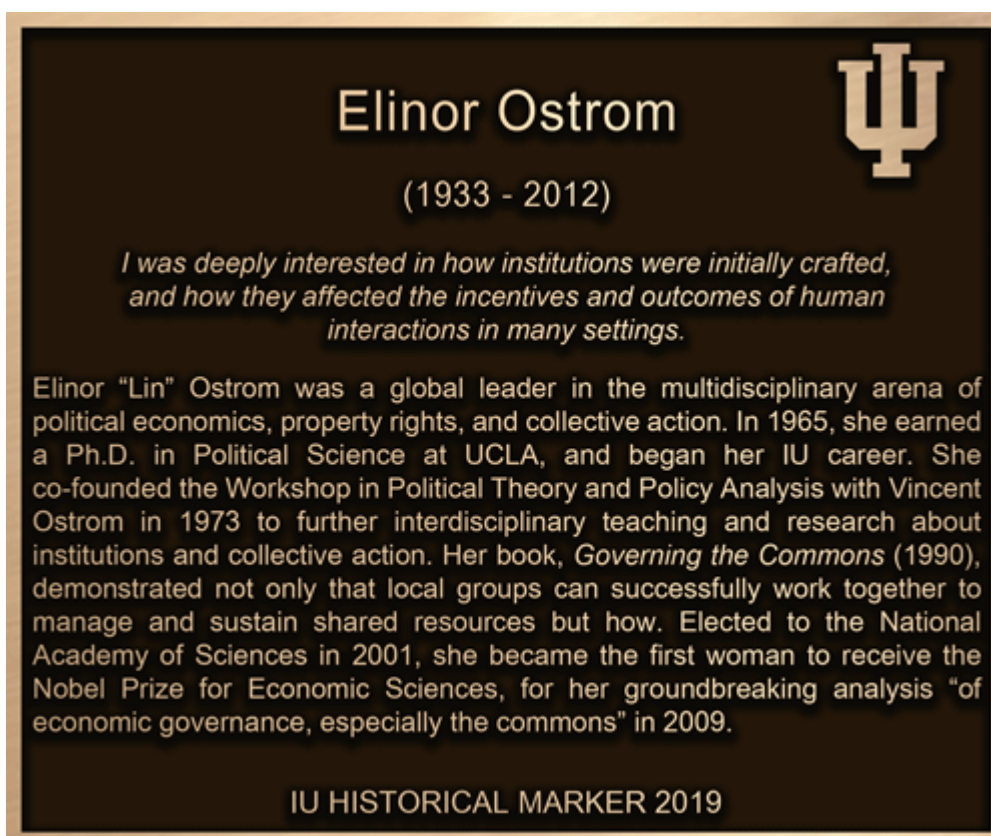 Elinor Ostrom
(1933 - 2012)
I was deeply interested in how institutions were initially crafted,
and how they affected the incentives and outcomes of human
interactions in many settings.
Elinor “Lin” Ostrom was a global leader in the multidisciplinary arena of
political economics, property rights, and collective action. In 1965, she earned
a Ph.D. in Political Science at UCLA, and began her IU career. She
co-founded the Workshop in Political Theory and Policy Analysis with Vincent
Ostrom in 1973 to further interdisciplinary teaching and research about
institutions and collective action. Her book, Governing the Commons (1990),
demonstrated not only that local groups can successfully work together to
manage and sustain shared resources but how. Elected to the National
Academy of Sciences in 2001, she became the first woman to receive the
Nobel Prize for Economic Sciences, for her groundbreaking analysis “of
economic governance, especially the commons” in 2009.
IU HISTORICAL MARKER 2019